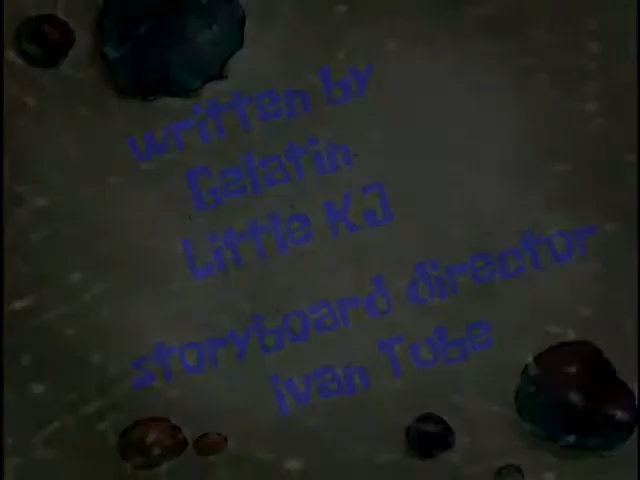 written by
Gelatin
Little KJ
storyboard director
Ivan Tube